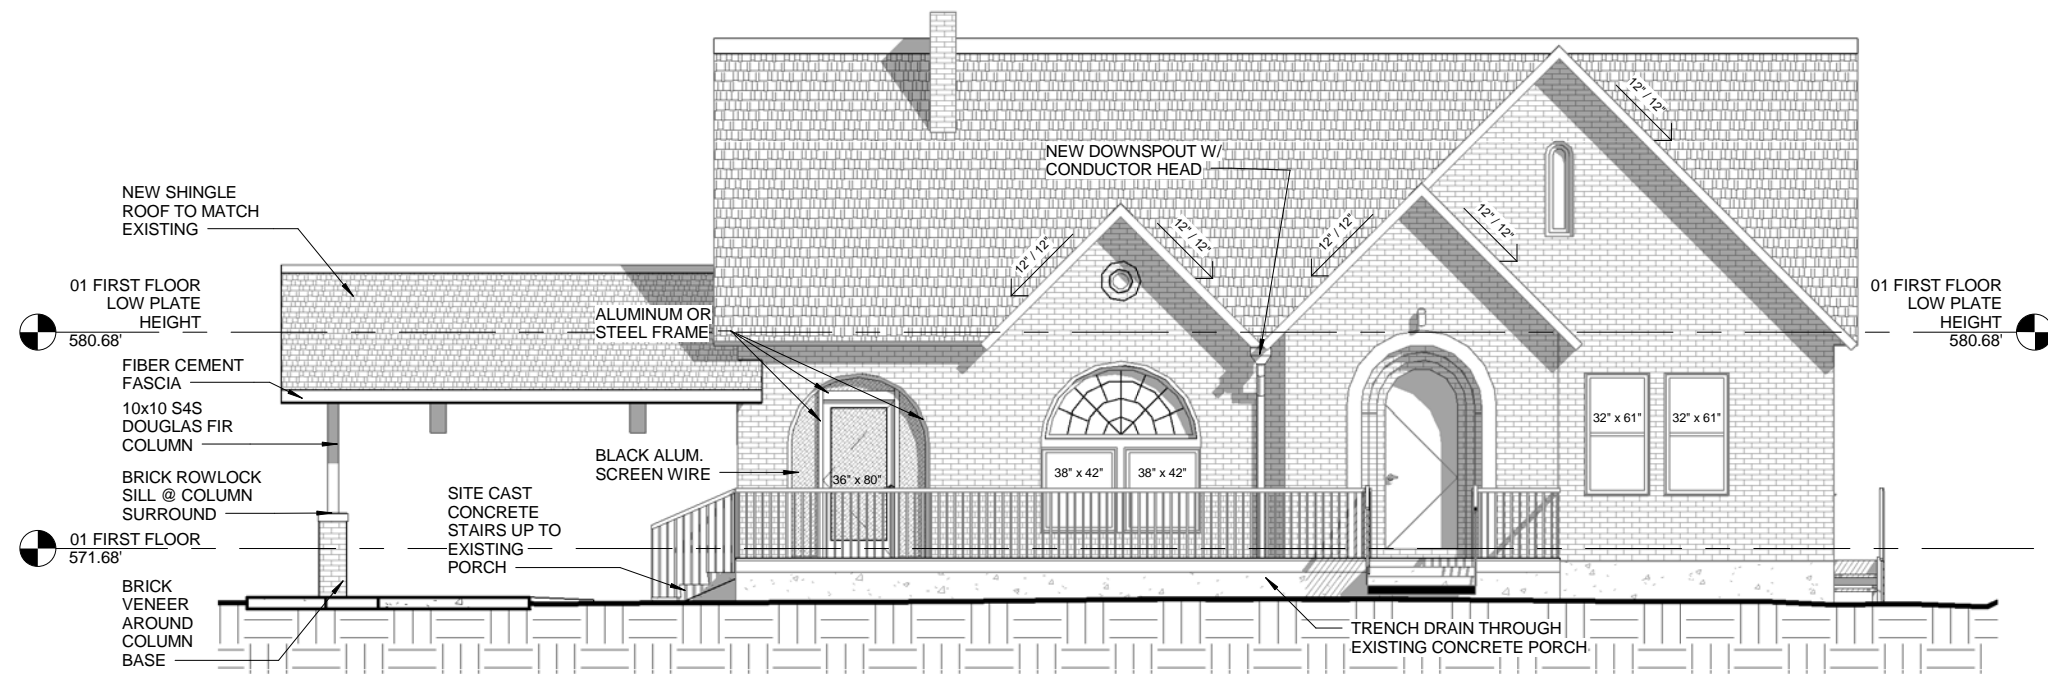 NEW SHINGLE
ROOF TO MATCH
EXISTING
01 FIRST FLOOR
LOW PLATE
HEIGHT
580.68'
FIBER CEMENT
FASCIA
10x10 S4S
DOUGLAS FIR
COLUMN
BRICK ROWLOCK
SILL @ COLUMN
SURROUND
01 FIRST FLOOR
571.68'
BRICK
VENEER
AROUND
COLUMN
BASE
SITE CAST
CONCRETE
STAIRS UP TO
EXISTING
PORCH
ALUMINUM OR
STEEL FRAME
BLACK ALUM.
SCREEN WIRE
36" x 80"
12" / 12"
12" / 12"
38" x 42"
38" x 42"
NEW DOWNSPOUT W/
CONDUCTOR HEAD
12" / 12"
12" / 12"
12" / 12"
32" x 61"
32" x 61"
TRENCH DRAIN THROUGH
EXISTING CONCRETE PORCH
01 FIRST FLOOR
LOW PLATE
HEIGHT
580.68'